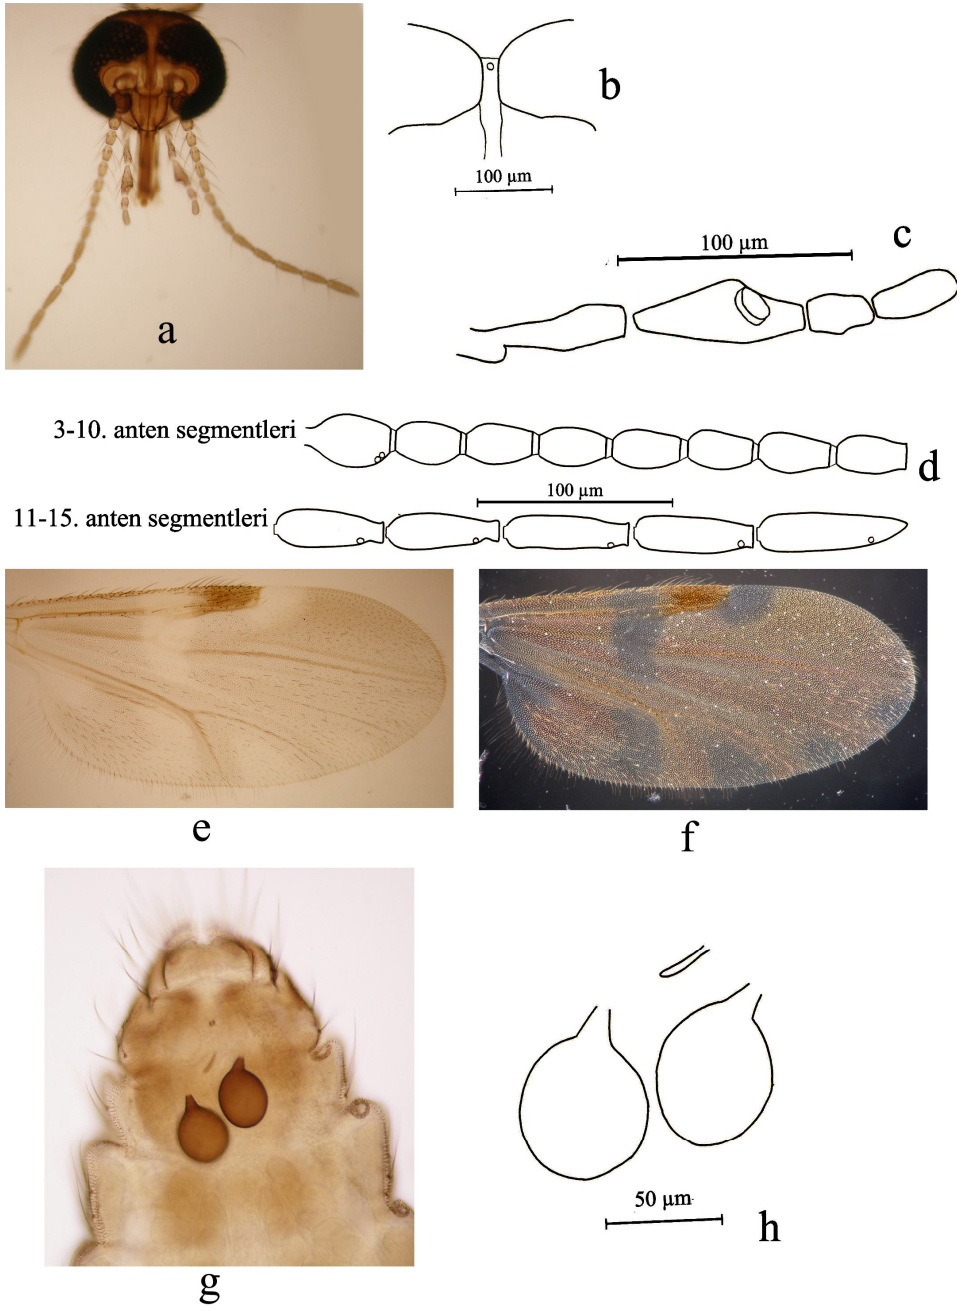 a
b
100 µm
c
100 µm
3-10. anten segmentleri
d
100 µm
11-15. anten segmentleri
e
f
g
50 µm
h